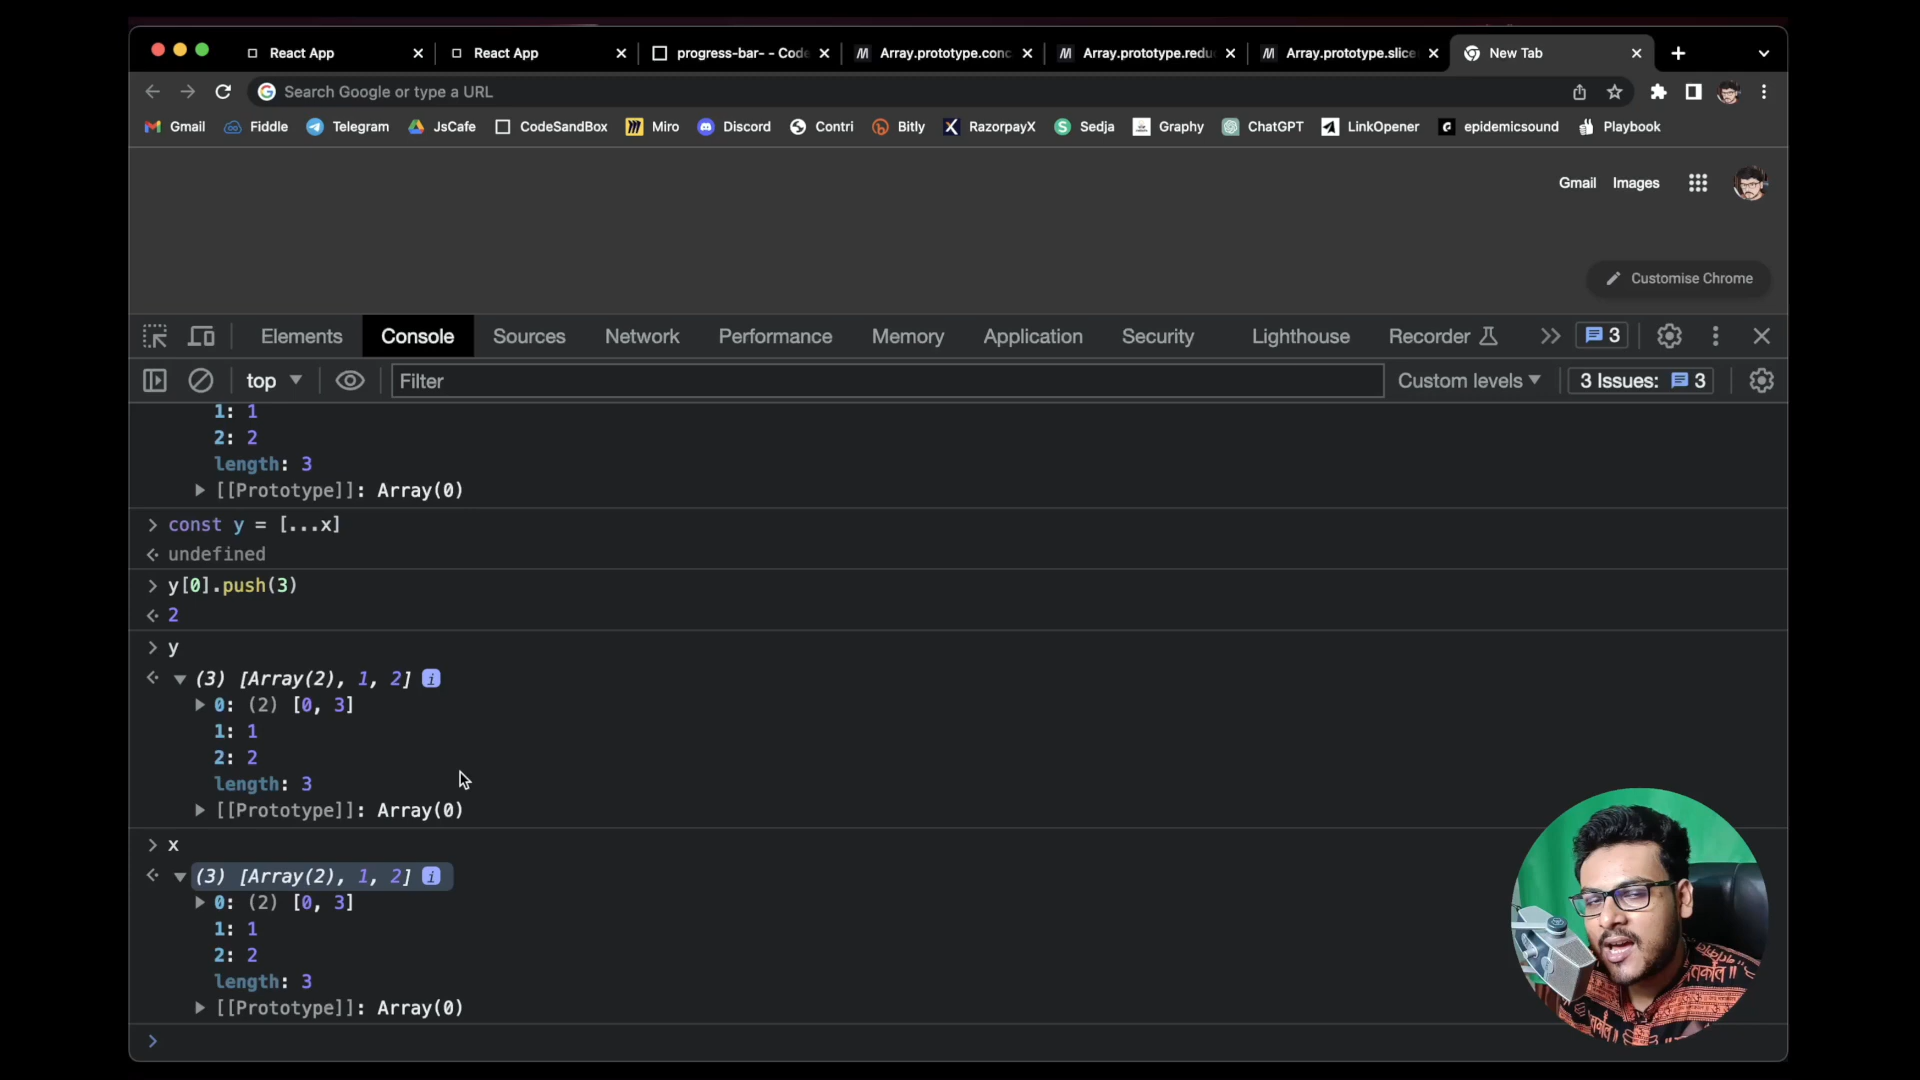 React App
React App
progress-bar- - Code
Array.prototype.conc
Array.prototype.redu
Array.prototype.slice
New Tab
Search Google or type a URL
Gmail
Fiddle
Telegram
JsCafe
CodeSandBox
Miro
Discord
Contri
Bitly
RazorpayX
Sedja
Graphy
ChatGPT
LinkOpener
epidemicsound
Playbook
Gmail Images
Customise Chrome
Elements Console Sources Network Performance Memory Application Security Lighthouse Recorder 3
top Filter Custom levels 3 Issues: 3
1: 1
2: 2
length: 3
[[Prototype]]: Array(0)
const y = [...x]
undefined
y[0].push(3)
2
y
(3) [Array(2), 1, 2] i
0: (2) [0, 3]
1: 1
2: 2
length: 3
[[Prototype]]: Array(0)
x
(3) [Array(2), 1, 2] i
0: (2) [0, 3]
1: 1
2: 2
length: 3
[[Prototype]]: Array(0)